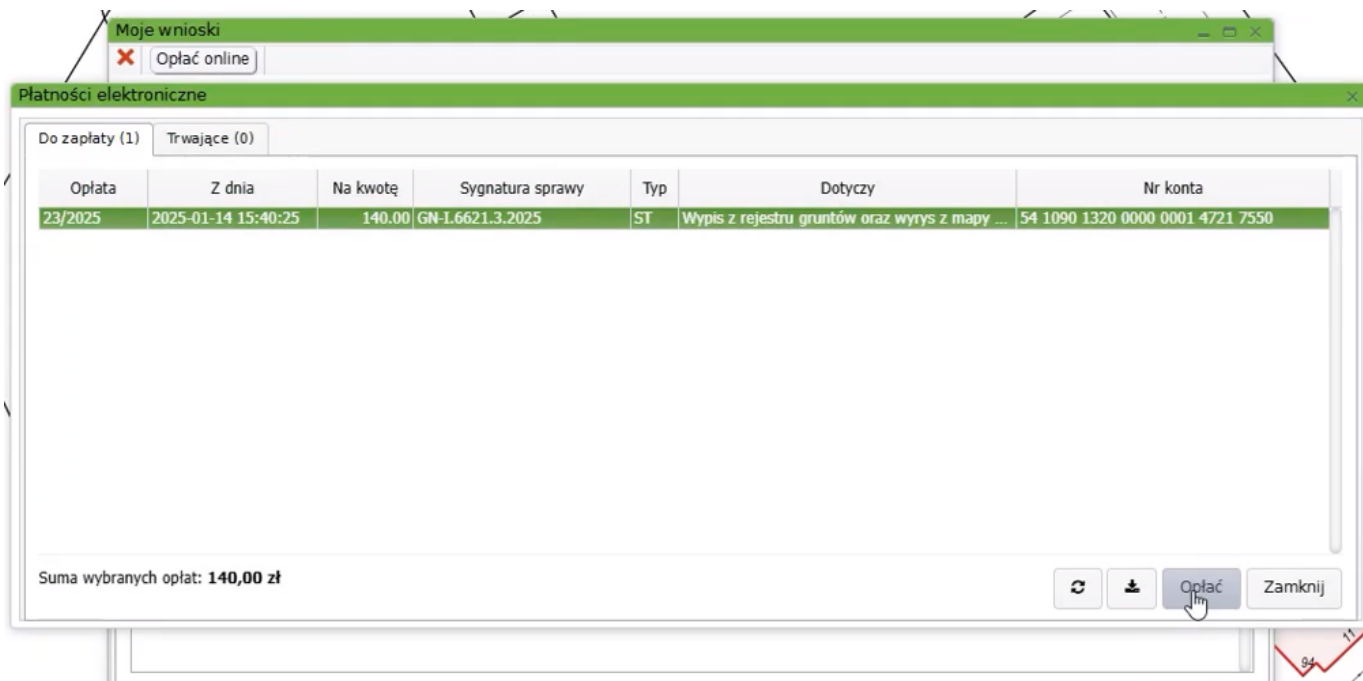 Moje wnioski
Opłać online
Płatności elektroniczne
Do zapłaty (1) Trwające (0)
Opłata Z dnia Na kwotę Sygnatura sprawy Typ Dotyczy Nr konta
23/2025 2025-01-14 15:40:25 140.00 GN-I.6621.3.2025 ST Wypis z rejestru gruntów oraz wyrys z mapy ... 54 1090 1320 0000 0001 4721 7550
Suma wybranych opłat: 140,00 zł
Opłać Zamknij
11
94